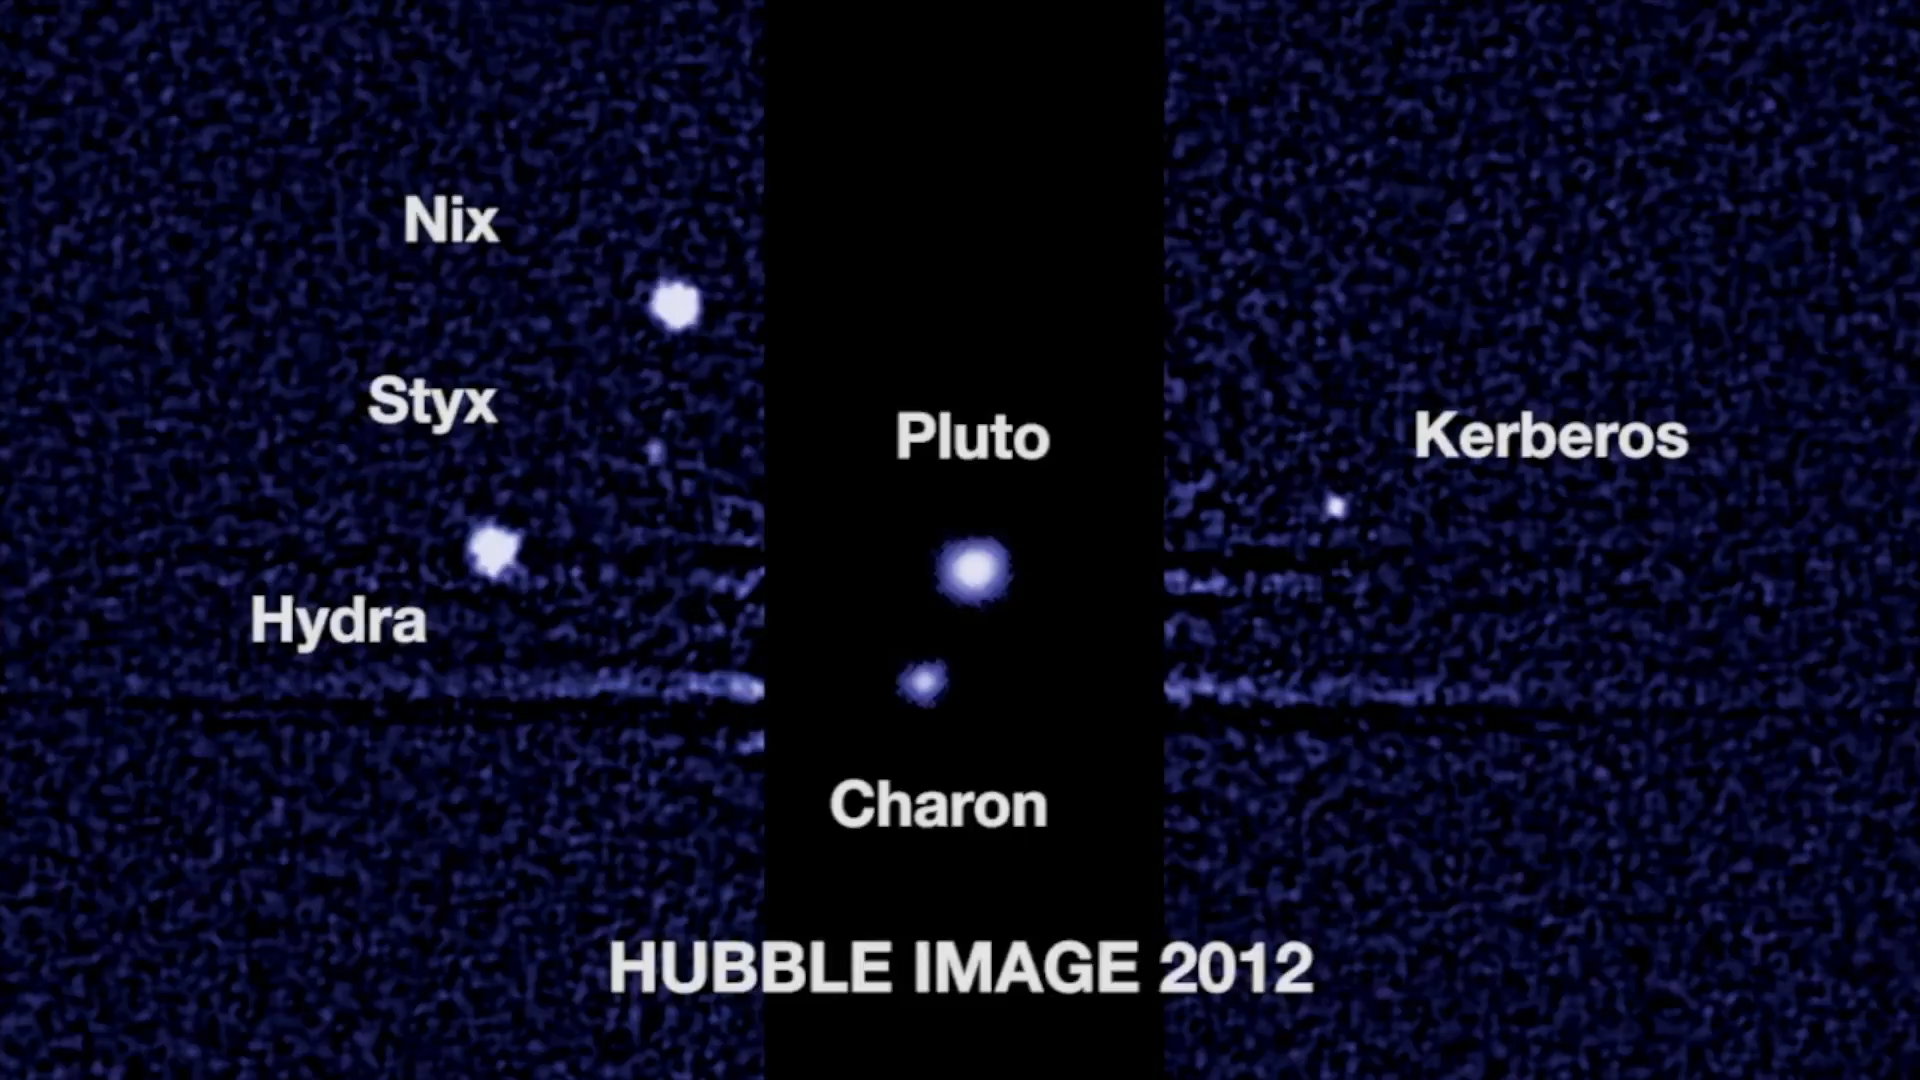 Nix
Styx
Pluto
Kerberos
Hydra
Charon
HUBBLE IMAGE 2012